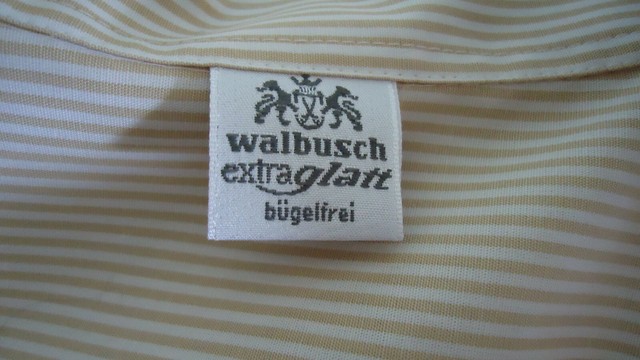 walbusch
extraglatt
bügelfrei